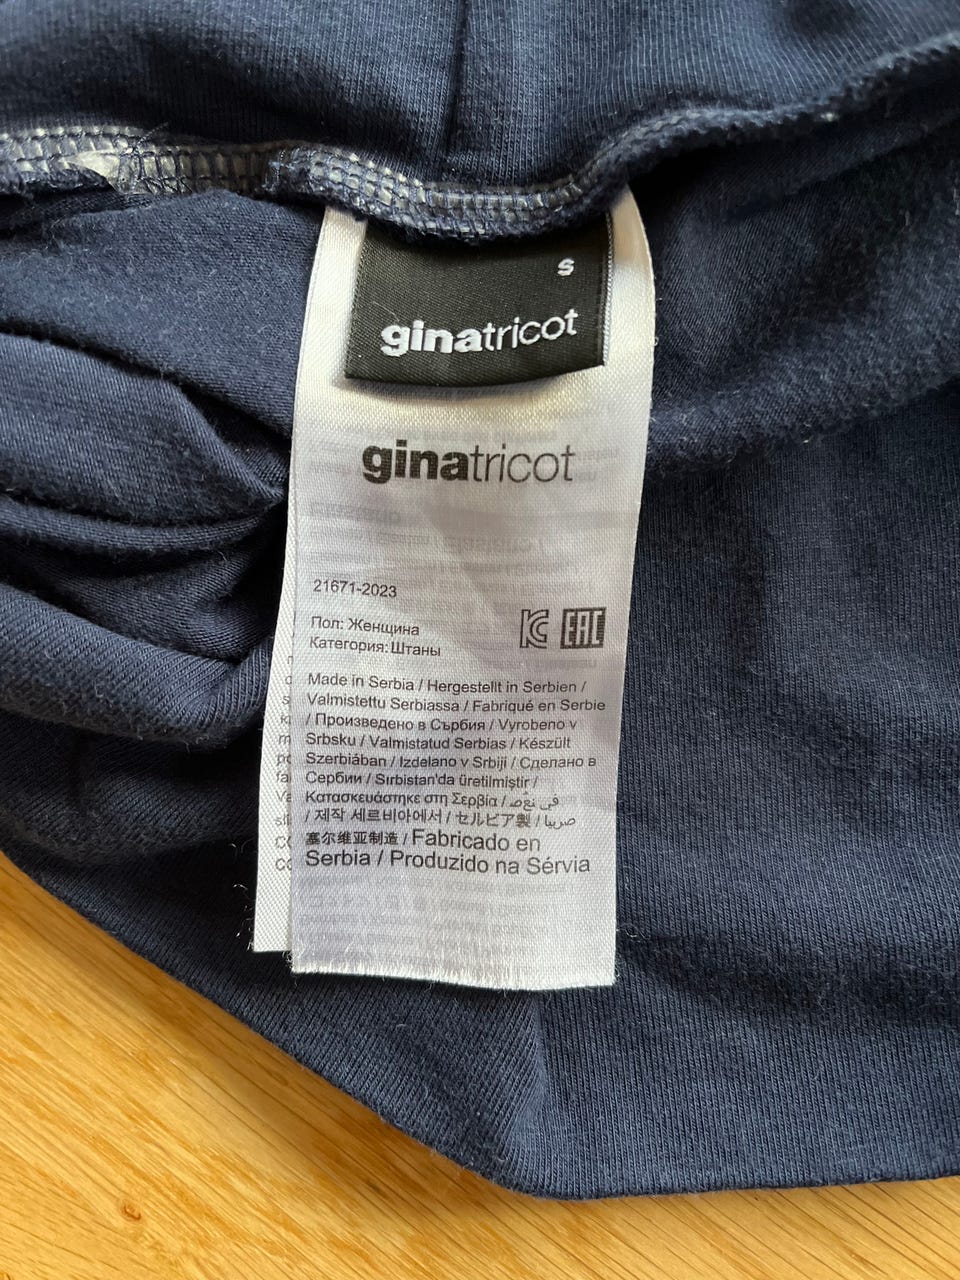 s
ginatricot
ginatricot
21671-2023
Пол: Женщина
Категория: Штаны
EAC
Made in Serbia / Hergestellt in Serbien /
Valmistettu Serbiassa / Fabriqué en Serbie
/ Произведено в Сърбия / Vyrobeno v
Srbsku / Valmistatud Serbias / Készült
Szerbiában / Izdelano v Srbiji / Сделано в
Сербии / Sırbistan'da üretilmiştir /
Κατασκευάστηκε στη Σερβία /
/ 제작 세르비아에서 / セルビア製 /
塞尔维亚制造 / Fabricado en
Serbia / Produzido na Sérvia